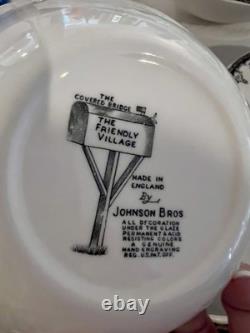 THE
COVERED BRIDGE
THE
FRIENDLY
VILLAGE
MADE IN
ENGLAND
By
JOHNSON BROS
ALL DECORATION
UNDER THE GLAZE
PERMANENT & ACID
RESISTING COLORS
A GENUINE
HAND ENGRAVING
REG. U.S. PAT. OFF.